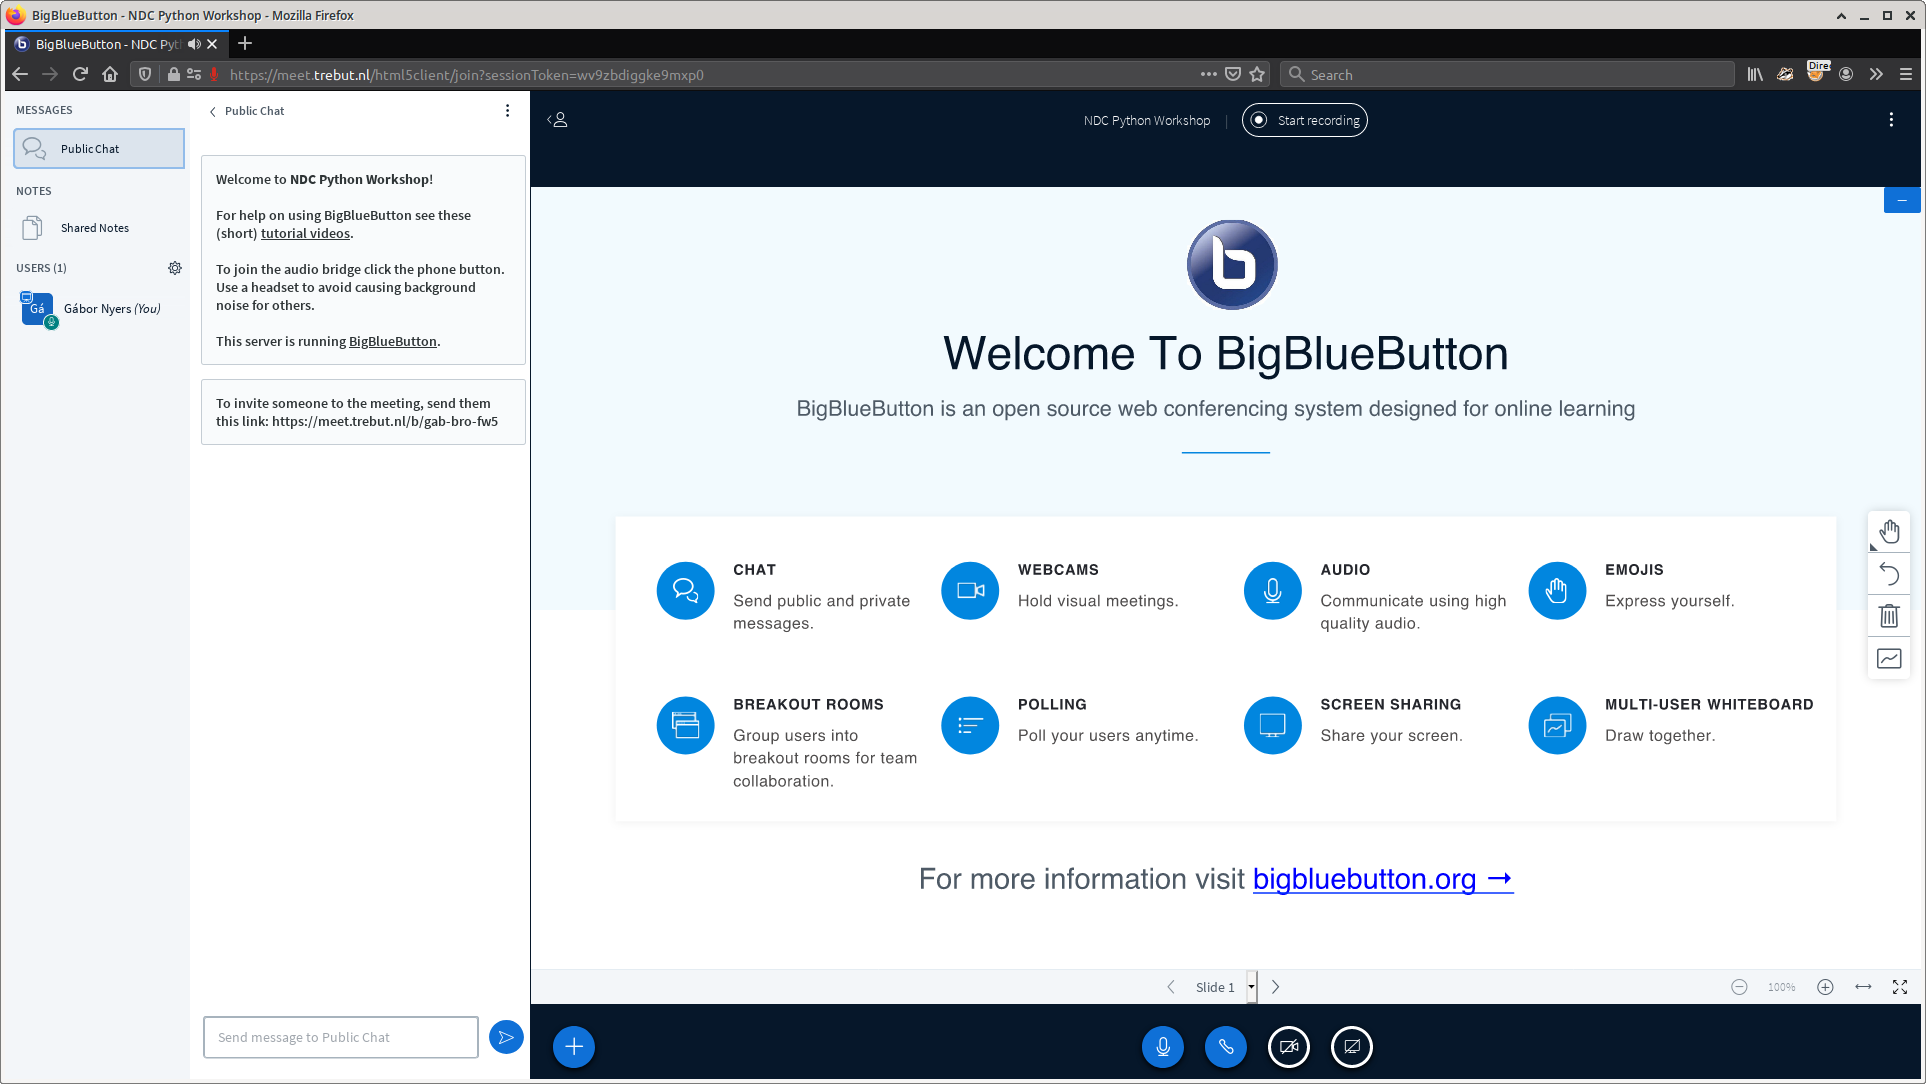 BigBlueButton - NDC Python Workshop - Mozilla Firefox
BigBlueButton - NDC Pyt
https://meet.trebut.nl/html5client/join?sessionToken=wv9zbdiggke9mxp0
Search
Dire
MESSAGES
Public Chat
NOTES
Shared Notes
USERS (1)
Gá
Gábor Nyers (You)
Public Chat
Welcome to NDC Python Workshop!
For help on using BigBlueButton see these
(short) tutorial videos.
To join the audio bridge click the phone button.
Use a headset to avoid causing background
noise for others.
This server is running BigBlueButton.
To invite someone to the meeting, send them
this link: https://meet.trebut.nl/b/gab-bro-fw5
Send message to Public Chat
NDC Python Workshop | Start recording
Welcome To BigBlueButton
BigBlueButton is an open source web conferencing system designed for online learning
CHAT
Send public and private
messages.
WEBCAMS
Hold visual meetings.
AUDIO
Communicate using high
quality audio.
EMOJIS
Express yourself.
BREAKOUT ROOMS
Group users into
breakout rooms for team
collaboration.
POLLING
Poll your users anytime.
SCREEN SHARING
Share your screen.
MULTI-USER WHITEBOARD
Draw together.
For more information visit bigbluebutton.org →
Slide 1
100%